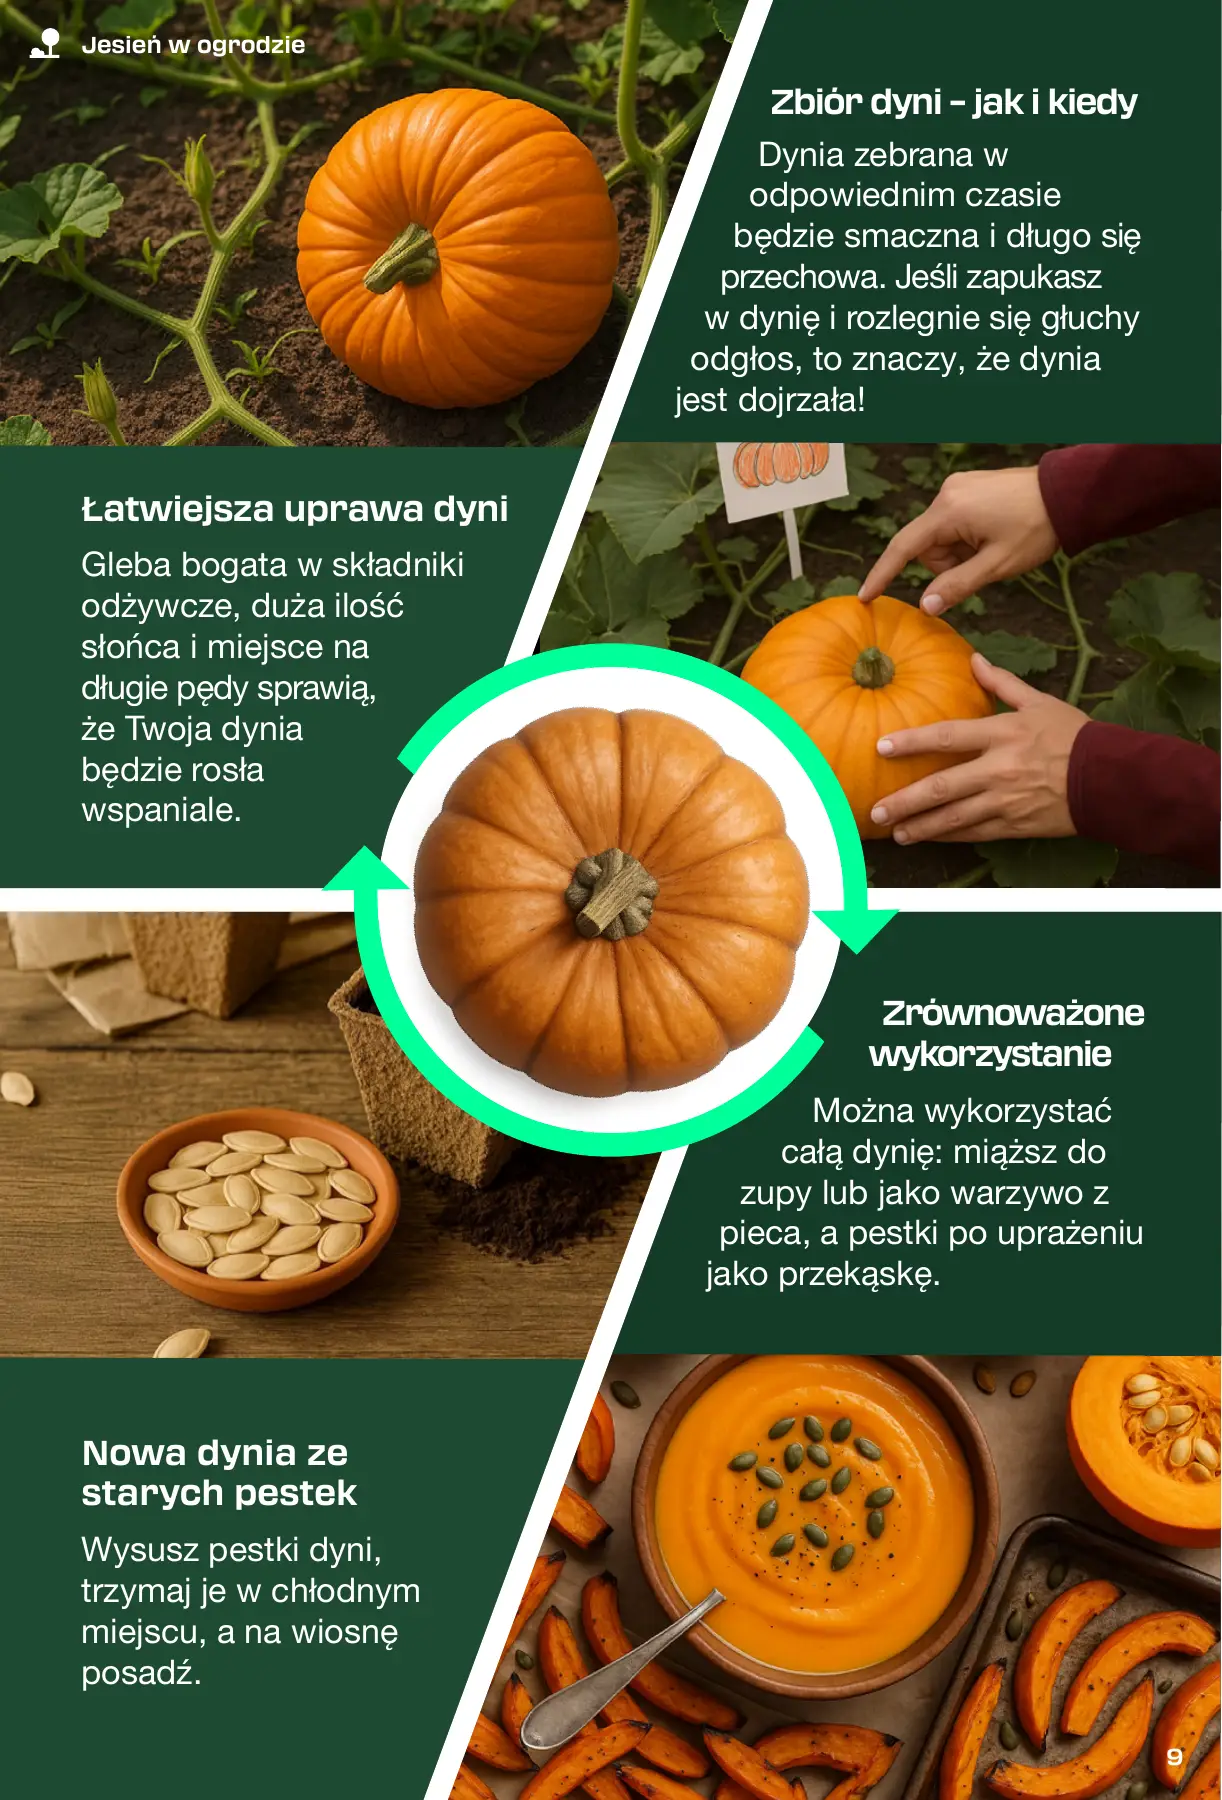 Jesień w ogrodzie
Łatwiejsza uprawa dyni
Gleba bogata w składniki
odżywcze, duża ilość
słońca i miejsce na
długie pędy sprawią,
że Twoja dynia
będzie rosła
wspaniale.
Zbiór dyni – jak i kiedy
Dynia zebrana w
odpowiednim czasie
będzie smaczna i długo się
przechowa. Jeśli zapukasz
w dynię i rozlegnie się głuchy
odgłos, to znaczy, że dynia
jest dojrzała!
Zrównoważone
wykorzystanie
Można wykorzystać
całą dynię: miąższ do
zupy lub jako warzywo z
pieca, a pestki po uprażeniu
jako przekąskę.
Nowa dynia ze
starych pestek
Wysusz pestki dyni,
trzymaj je w chłodnym
miejscu, a na wiosnę
posadź.
9